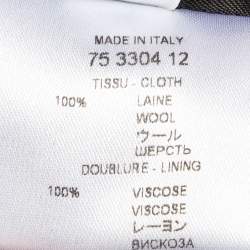 MADE IN ITALY
75 3304 12
TISSU - CLOTH
100% LAINE
WOOL
ウール
ШЕРСТЬ
DOUBLURE - LINING
100% VISCOSE
VISCOSE
レーヨン
ВИСКОЗА